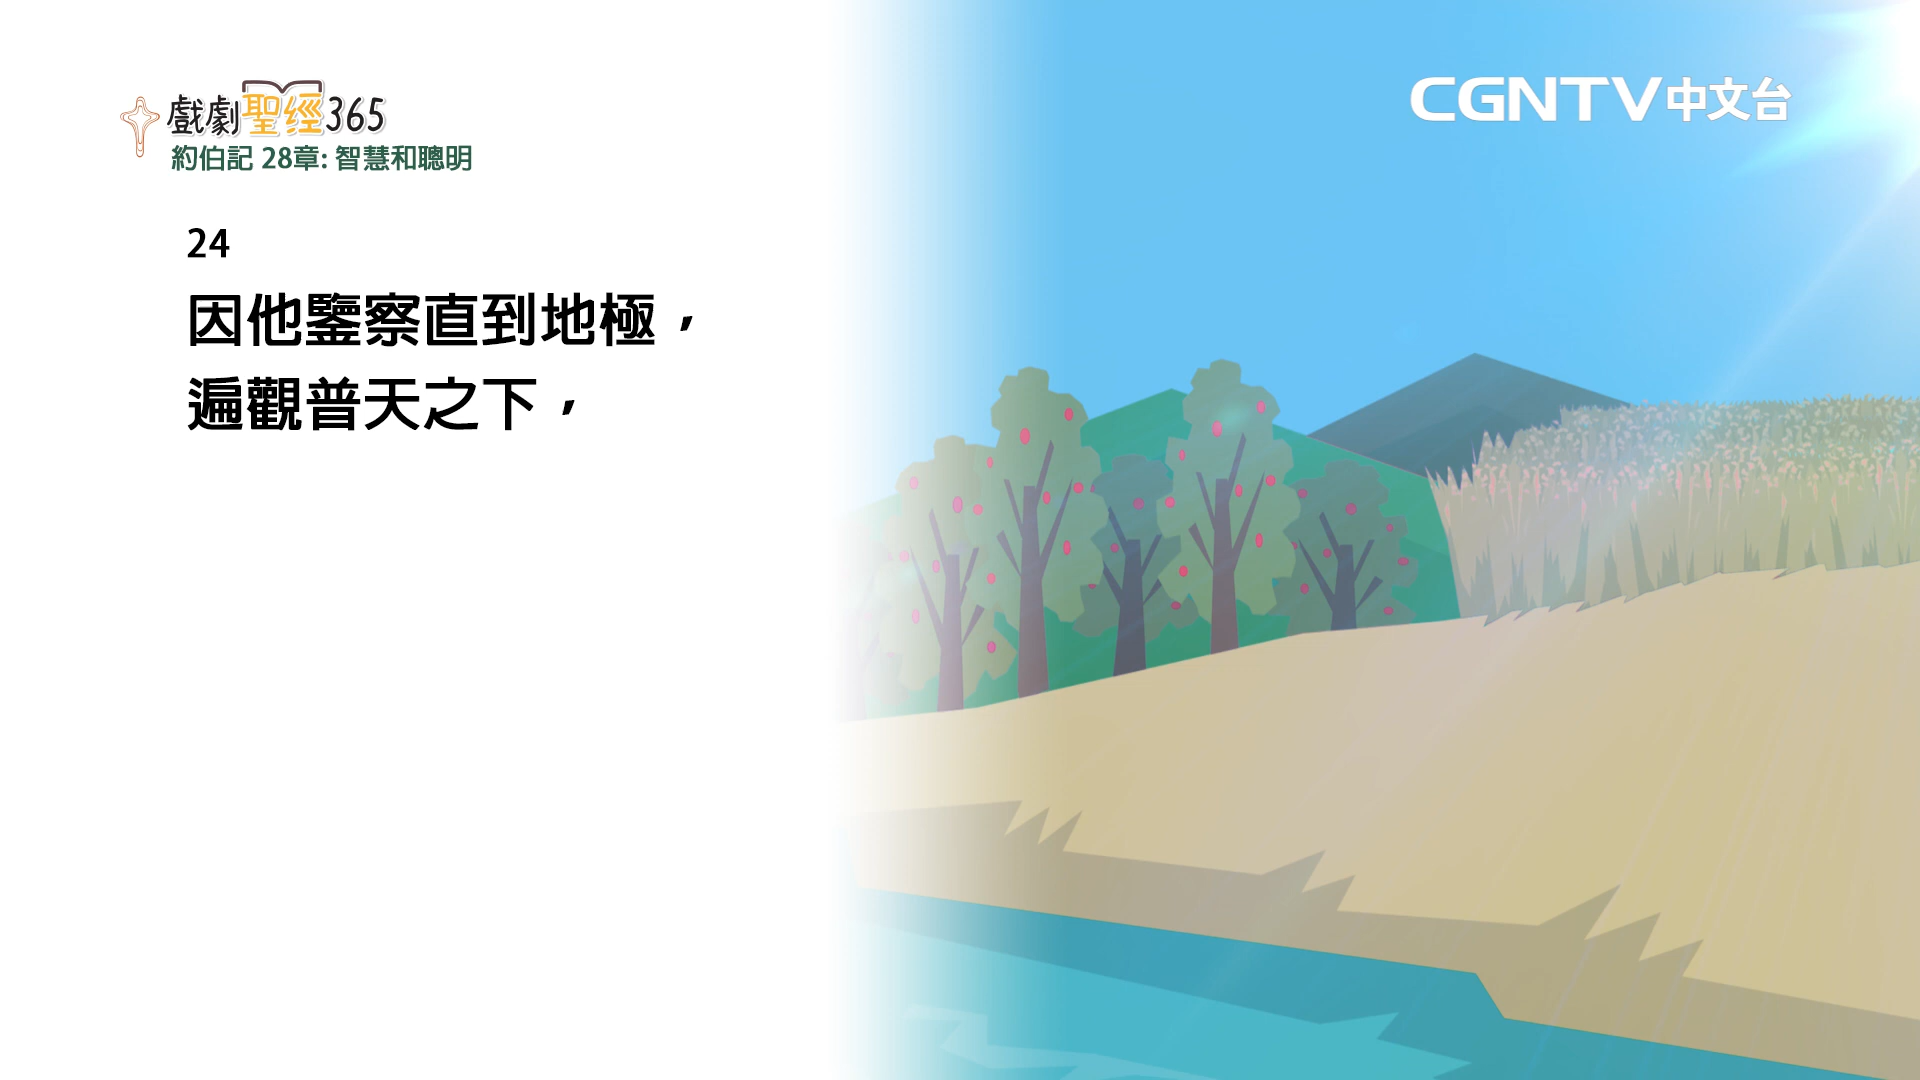 戲劇聖經365
CGNTV中文台
約伯記 28章: 智慧和聰明
24
因他鑒察直到地極，
遍觀普天之下，